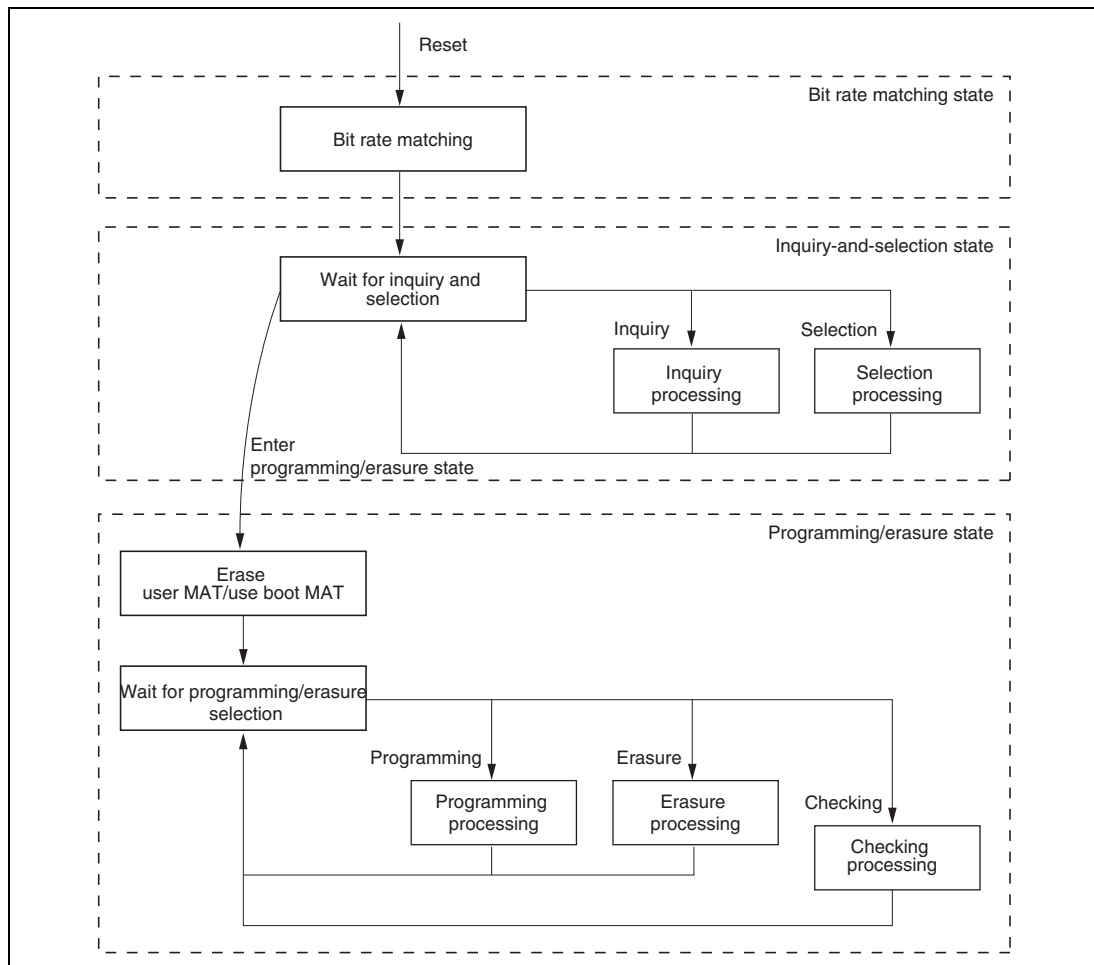 Reset
Bit rate matching state
Bit rate matching
Inquiry-and-selection state
Wait for inquiry and
selection
Inquiry
Selection
Inquiry
processing
Selection
processing
Enter
programming/erasure state
Programming/erasure state
Erase
user MAT/use boot MAT
Wait for programming/erasure
selection
Programming
Erasure
Checking
Programming
processing
Erasure
processing
Checking
processing